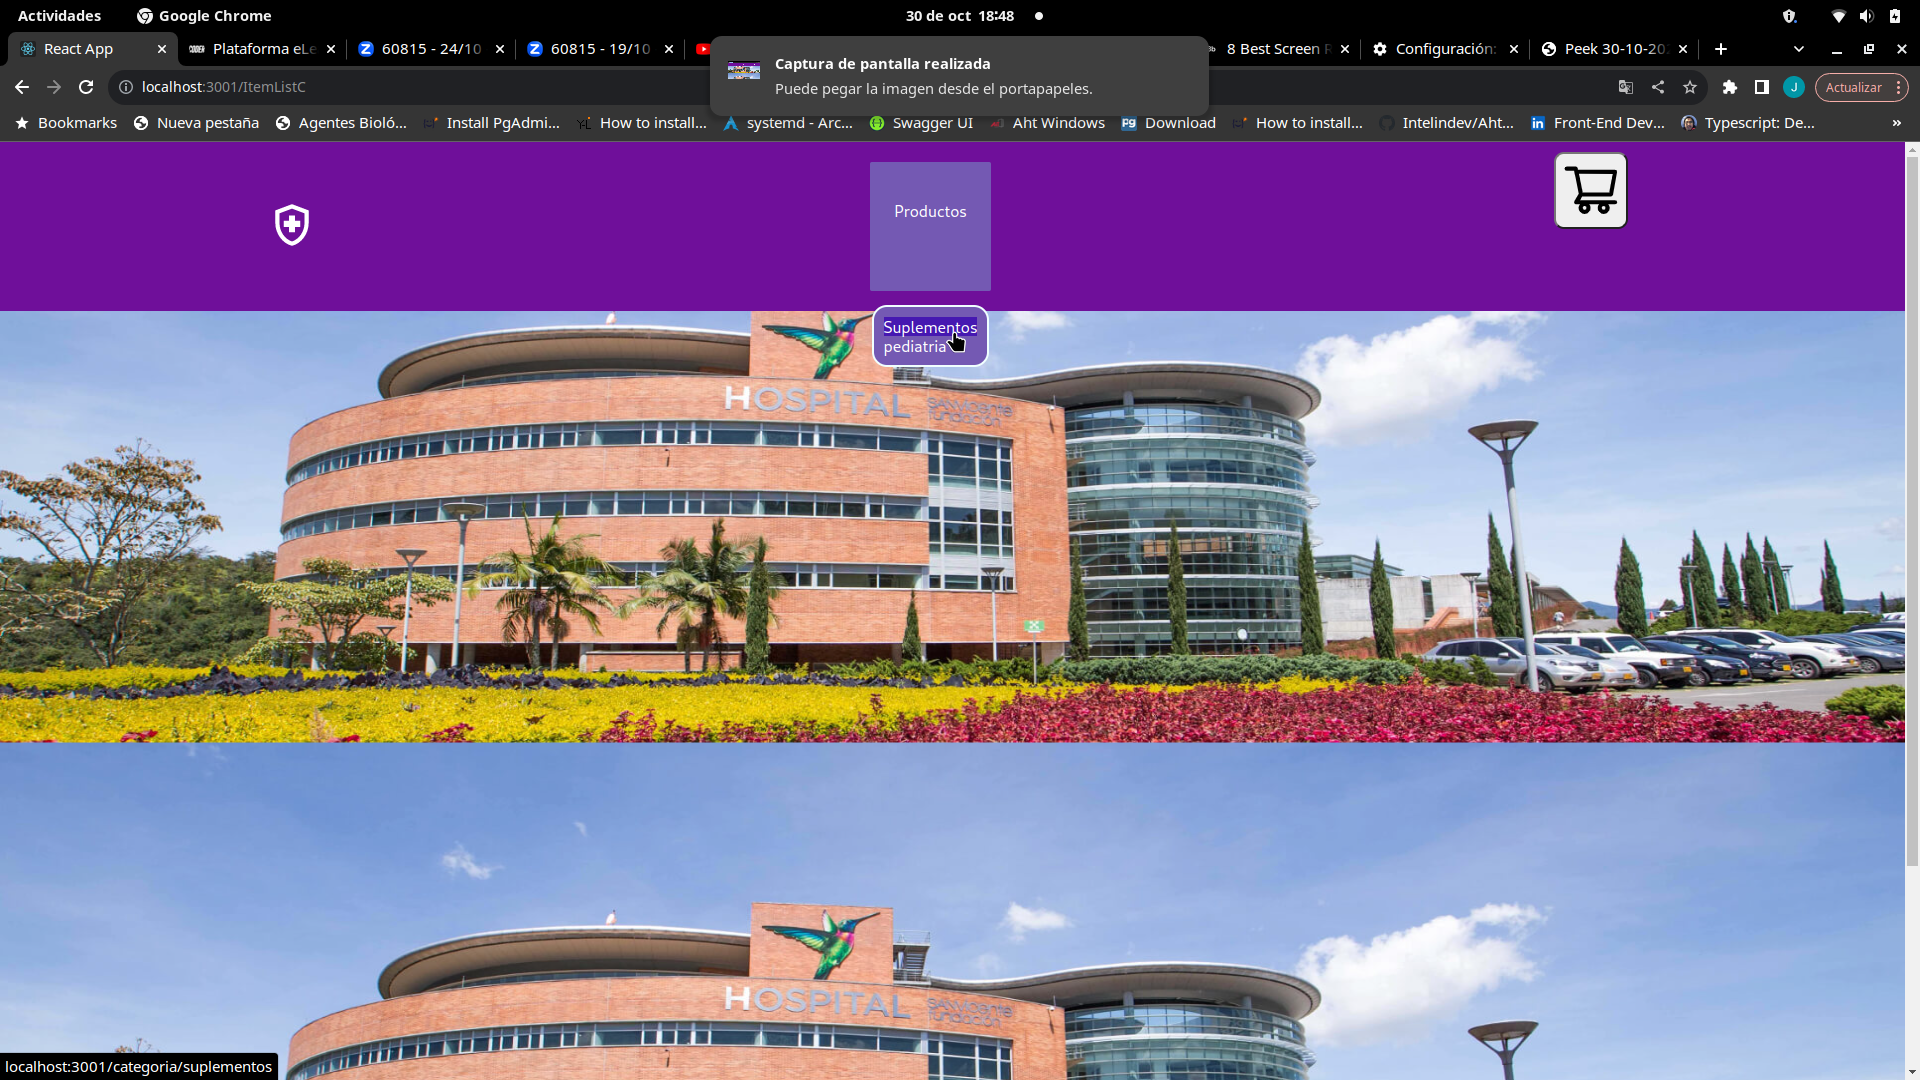 Actividades
Google Chrome
30 de oct 18:48
React App
Plataforma eLe
60815 - 24/10
60815 - 19/10
8 Best Screen R
Configuración:
Peek 30-10-20
Captura de pantalla realizada
Puede pegar la imagen desde el portapapeles.
localhost:3001/ItemListC
J
Actualizar
Bookmarks
Nueva pestaña
Agentes Bioló...
Install PgAdmi...
How to install...
systemd - Arc...
Swagger UI
Aht Windows
Download
How to install...
Intelindev/Aht...
Front-End Dev...
Typescript: De...
Productos
Suplementos
pediatria
HOSPITAL
SANVicente
fundación
HOSPITAL
SANVicente
fundación
localhost:3001/categoria/suplementos